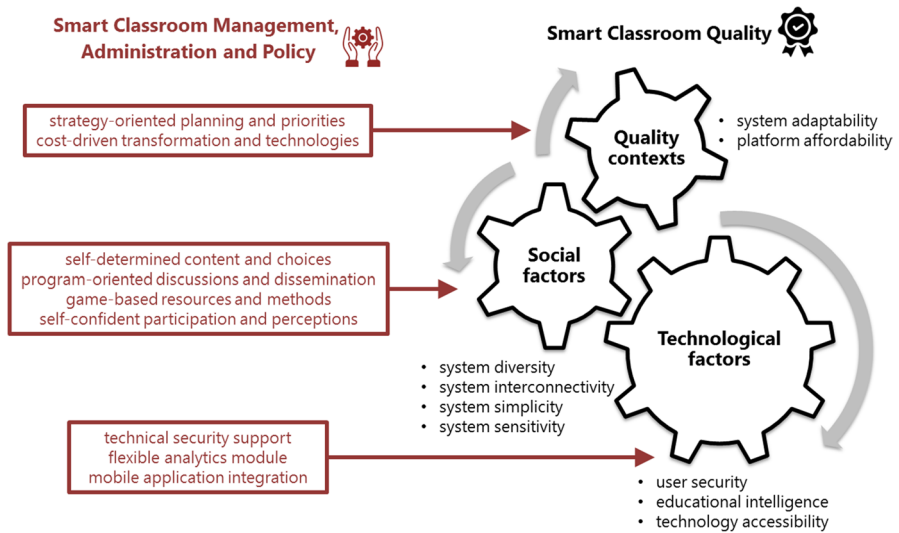 Smart Classroom Management,
Administration and Policy
Smart Classroom Quality
strategy-oriented planning and priorities
cost-driven transformation and technologies
Quality
contexts
• system adaptability
• platform affordability
self-determined content and choices
program-oriented discussions and dissemination
game-based resources and methods
self-confident participation and perceptions
Social
factors
• system diversity
• system interconnectivity
• system simplicity
• system sensitivity
Technological
factors
technical security support
flexible analytics module
mobile application integration
• user security
• educational intelligence
• technology accessibility